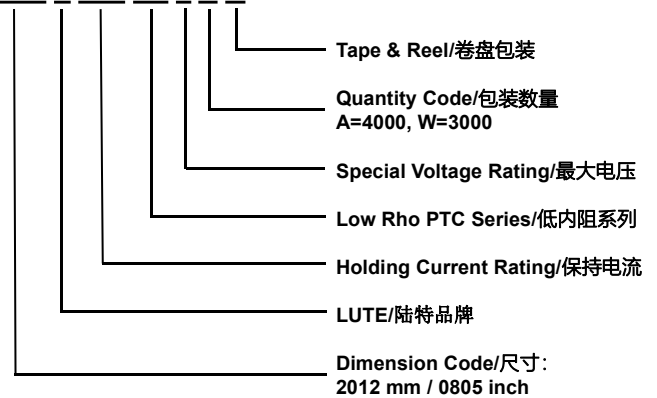 Tape & Reel/卷盘包装
Quantity Code/包装数量
A=4000, W=3000
Special Voltage Rating/最大电压
Low Rho PTC Series/低内阻系列
Holding Current Rating/保持电流
LUTE/陆特品牌
Dimension Code/尺寸：
2012 mm / 0805 inch